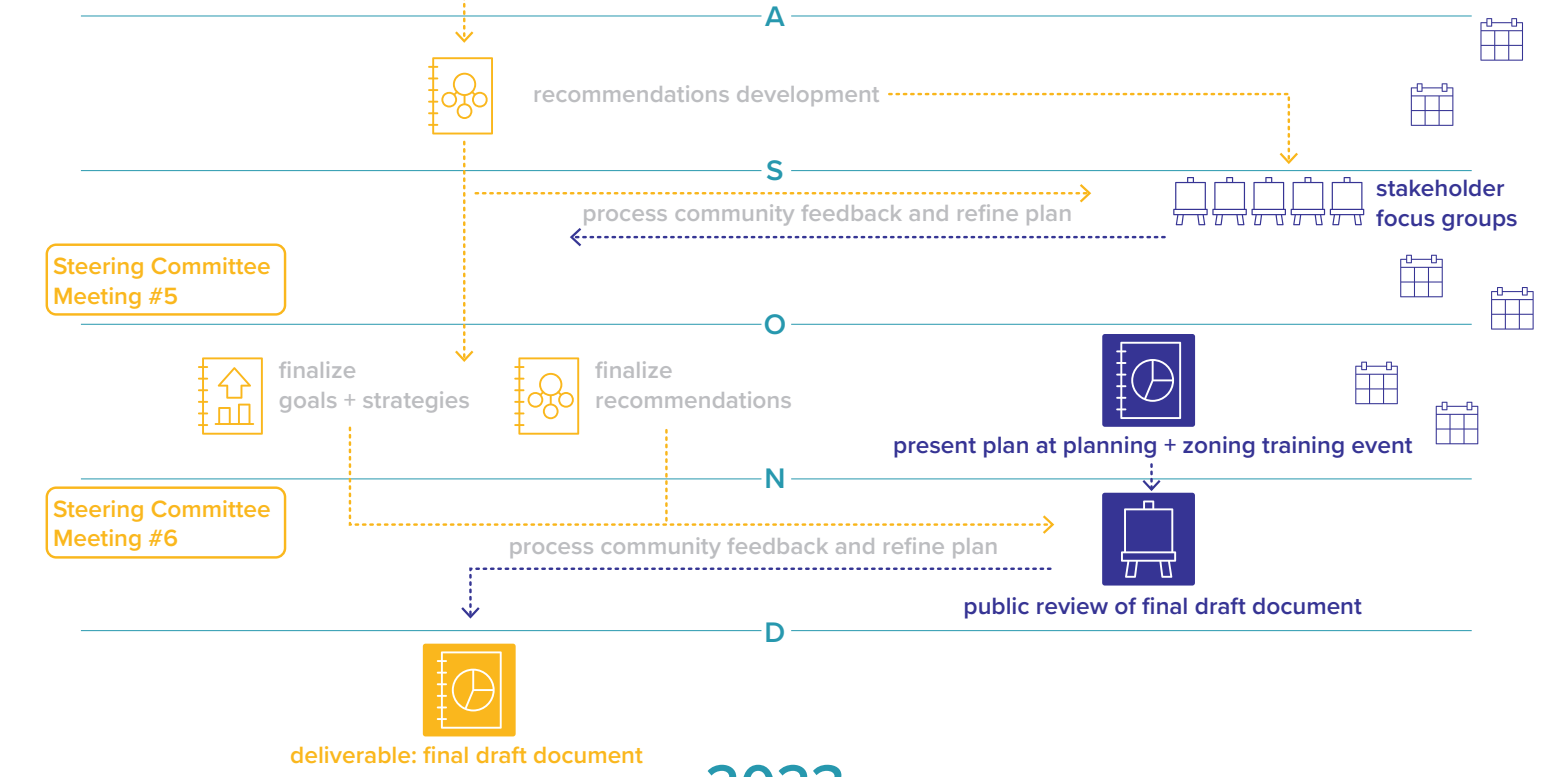 A
recommendations development
S
stakeholder
focus groups
process community feedback and refine plan
Steering Committee
Meeting #5
O
finalize
goals + strategies
finalize
recommendations
present plan at planning + zoning training event
N
Steering Committee
Meeting #6
process community feedback and refine plan
public review of final draft document
D
deliverable: final draft document